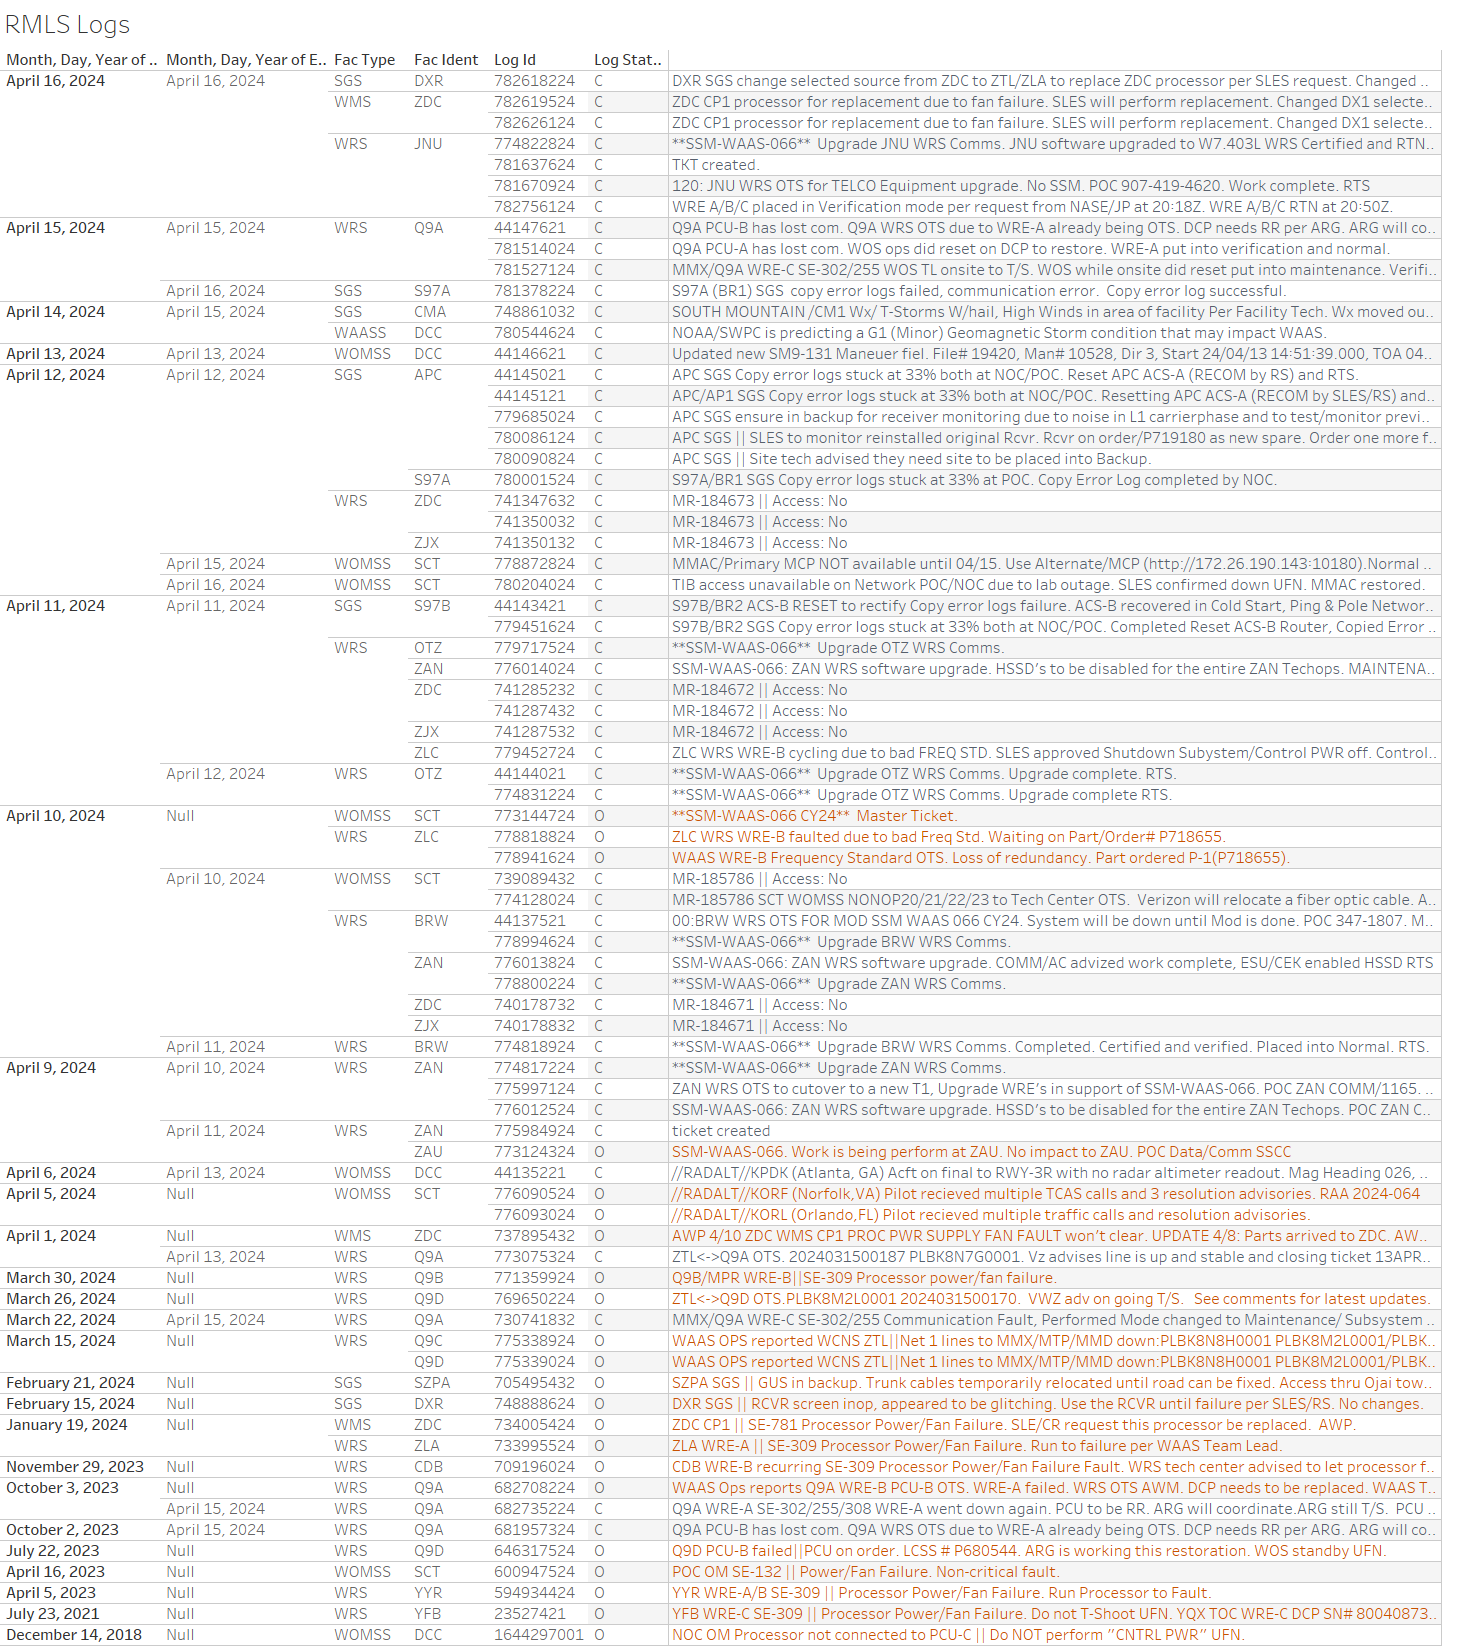 RMLS Logs
Month, Day, Year of .. Month, Day, Year of E.. Fac Type Fac Ident Log Id Log Stat..
April 16, 2024 April 16, 2024 SGS DXR 782618224 C DXR SGS change selected source from ZDC to ZTL/ZLA to replace ZDC processor per SLES request. Changed ..
WMS ZDC 782619524 C ZDC CP1 processor for replacement due to fan failure. SLES will perform replacement. Changed DX1 selecte..
782626124 C ZDC CP1 processor for replacement due to fan failure. SLES will perform replacement. Changed DX1 selecte..
WRS JNU 774822824 C **SSM-WAAS-066** Upgrade JNU WRS Comms. JNU software upgraded to W7.403L WRS Certified and RTN..
781637624 C TKT created.
781670924 C 120: JNU WRS OTS for TELCO Equipment upgrade. No SSM. POC 907-419-4620. Work complete. RTS
782756124 C WRE A/B/C placed in Verification mode per request from NASE/JP at 20:18Z. WRE A/B/C RTN at 20:50Z.
April 15, 2024 April 15, 2024 WRS Q9A 44147621 C Q9A PCU-B has lost com. Q9A WRS OTS due to WRE-A already being OTS. DCP needs RR per ARG. ARG will co..
781514024 C Q9A PCU-A has lost com. WOS ops did reset on DCP to restore. WRE-A put into verification and normal.
781527124 C MMX/Q9A WRE-C SE-302/255 WOS TL onsite to T/S. WOS while onsite did reset put into maintenance. Verifi..
April 16, 2024 SGS S97A 781378224 C S97A (BR1) SGS copy error logs failed, communication error. Copy error log successful.
April 14, 2024 April 15, 2024 SGS CMA 748861032 C SOUTH MOUNTAIN /CM1 Wx/ T-Storms W/hail, High Winds in area of facility Per Facility Tech. Wx moved ou..
WAASS DCC 780544624 C NOAA/SWPC is predicting a G1 (Minor) Geomagnetic Storm condition that may impact WAAS.
April 13, 2024 April 13, 2024 WOMSS DCC 44146621 C Updated new SM9-131 Maneuer fiel. File# 19420, Man# 10528, Dir 3, Start 24/04/13 14:51:39.000, TOA 04..
April 12, 2024 April 12, 2024 SGS APC 44145021 C APC SGS Copy error logs stuck at 33% both at NOC/POC. Reset APC ACS-A (RECOM by RS) and RTS.
44145121 C APC/AP1 SGS Copy error logs stuck at 33% both at NOC/POC. Resetting APC ACS-A (RECOM by SLES/RS) and..
779685024 C APC SGS ensure in backup for receiver monitoring due to noise in L1 carrierphase and to test/monitor previ..
780086124 C APC SGS || SLES to monitor reinstalled original Rcvr. Rcvr on order/P719180 as new spare. Order one more f..
780090824 C APC SGS || Site tech advised they need site to be placed into Backup.
S97A 780001524 C S97A/BR1 SGS Copy error logs stuck at 33% at POC. Copy Error Log completed by NOC.
WRS ZDC 741347632 C MR-184673 || Access: No
741350032 C MR-184673 || Access: No
ZJX 741350132 C MR-184673 || Access: No
April 15, 2024 WOMSS SCT 778872824 C MMAC/Primary MCP NOT available until 04/15. Use Alternate/MCP (http://172.26.190.143:10180).Normal ..
April 16, 2024 WOMSS SCT 780204024 C TIB access unavailable on Network POC/NOC due to lab outage. SLES confirmed down UFN. MMAC restored.
April 11, 2024 April 11, 2024 SGS S97B 44143421 C S97B/BR2 ACS-B RESET to rectify Copy error logs failure. ACS-B recovered in Cold Start, Ping & Pole Networ..
779451624 C S97B/BR2 SGS Copy error logs stuck at 33% both at NOC/POC. Completed Reset ACS-B Router, Copied Error ..
WRS OTZ 779717524 C **SSM-WAAS-066** Upgrade OTZ WRS Comms.
ZAN 776014024 C SSM-WAAS-066: ZAN WRS software upgrade. HSSD's to be disabled for the entire ZAN Techops. MAINTENA..
ZDC 741285232 C MR-184672 || Access: No
741287432 C MR-184672 || Access: No
ZJX 741287532 C MR-184672 || Access: No
ZLC 779452724 C ZLC WRS WRE-B cycling due to bad FREQ STD. SLES approved Shutdown Subystem/Control PWR off. Control..
April 12, 2024 WRS OTZ 44144021 C **SSM-WAAS-066** Upgrade OTZ WRS Comms. Upgrade complete. RTS.
774831224 C **SSM-WAAS-066** Upgrade OTZ WRS Comms. Upgrade complete RTS.
April 10, 2024 Null WOMSS SCT 773144724 O **SSM-WAAS-066 CY24** Master Ticket.
WRS ZLC 778818824 O ZLC WRS WRE-B faulted due to bad Freq Std. Waiting on Part/Order# P718655.
778941624 O WAAS WRE-B Frequency Standard OTS. Loss of redundancy. Part ordered P-1(P718655).
April 10, 2024 WOMSS SCT 739089432 C MR-185786 || Access: No
774128024 C MR-185786 SCT WOMSS NONOP20/21/22/23 to Tech Center OTS. Verizon will relocate a fiber optic cable. A..
WRS BRW 44137521 C 00:BRW WRS OTS FOR MOD SSM WAAS 066 CY24. System will be down until Mod is done. POC 347-1807. M..
778994624 C **SSM-WAAS-066** Upgrade BRW WRS Comms.
ZAN 776013824 C SSM-WAAS-066: ZAN WRS software upgrade. COMM/AC advized work complete, ESU/CEK enabled HSSD RTS
778800224 C **SSM-WAAS-066** Upgrade ZAN WRS Comms.
ZDC 740178732 C MR-184671 || Access: No
ZJX 740178832 C MR-184671 || Access: No
April 11, 2024 WRS BRW 774818924 C **SSM-WAAS-066** Upgrade BRW WRS Comms. Completed. Certified and verified. Placed into Normal. RTS.
April 9, 2024 April 10, 2024 WRS ZAN 774817224 C **SSM-WAAS-066** Upgrade ZAN WRS Comms.
775997124 C ZAN WRS OTS to cutover to a new T1, Upgrade WRE's in support of SSM-WAAS-066. POC ZAN COMM/1165. ..
776012524 C SSM-WAAS-066: ZAN WRS software upgrade. HSSD's to be disabled for the entire ZAN Techops. POC ZAN C..
April 11, 2024 WRS ZAN 775984924 C ticket created
ZAU 773124324 O SSM-WAAS-066. Work is being perform at ZAU. No impact to ZAU. POC Data/Comm SSCC
April 6, 2024 April 13, 2024 WOMSS DCC 44135221 C //RADALT//KPDK (Atlanta, GA) Acft on final to RWY-3R with no radar altimeter readout. Mag Heading 026, ..
April 5, 2024 Null WOMSS SCT 776090524 O //RADALT//KORF (Norfolk,VA) Pilot recieved multiple TCAS calls and 3 resolution advisories. RAA 2024-064
776093024 O //RADALT//KORL (Orlando,FL) Pilot recieved multiple traffic calls and resolution advisories.
April 1, 2024 Null WMS ZDC 737895432 O AWP 4/10 ZDC WMS CP1 PROC PWR SUPPLY FAN FAULT won't clear. UPDATE 4/8: Parts arrived to ZDC. AW..
April 13, 2024 WRS Q9A 773075324 C ZTL<->Q9A OTS. 2024031500187 PLBK8N7G0001. Vz advises line is up and stable and closing ticket 13APR..
March 30, 2024 Null WRS Q9B 771359924 O Q9B/MPR WRE-B||SE-309 Processor power/fan failure.
March 26, 2024 Null WRS Q9D 769650224 O ZTL<->Q9D OTS.PLBK8M2L0001 2024031500170. VWZ adv on going T/S. See comments for latest updates.
March 22, 2024 April 15, 2024 WRS Q9A 730741832 C MMX/Q9A WRE-C SE-302/255 Communication Fault, Performed Mode changed to Maintenance/ Subsystem ..
March 15, 2024 Null WRS Q9C 775338924 O WAAS OPS reported WCNS ZTL||Net 1 lines to MMX/MTP/MMD down:PLBK8N8H0001 PLBK8M2L0001/PLBK..
Q9D 775339024 O WAAS OPS reported WCNS ZTL||Net 1 lines to MMX/MTP/MMD down:PLBK8N8H0001 PLBK8M2L0001/PLBK..
February 21, 2024 Null SGS SZPA 705495432 O SZPA SGS || GUS in backup. Trunk cables temporarily relocated until road can be fixed. Access thru Ojai tow..
February 15, 2024 Null SGS DXR 748888624 O DXR SGS || RCVR screen inop, appeared to be glitching. Use the RCVR until failure per SLES/RS. No changes.
January 19, 2024 Null WMS ZDC 734005424 O ZDC CP1 || SE-781 Processor Power/Fan Failure. SLE/CR request this processor be replaced. AWP.
WRS ZLA 733995524 O ZLA WRE-A || SE-309 Processor Power/Fan Failure. Run to failure per WAAS Team Lead.
November 29, 2023 Null WRS CDB 709196024 O CDB WRE-B recurring SE-309 Processor Power/Fan Failure Fault. WRS tech center advised to let processor f..
October 3, 2023 Null WRS Q9A 682708224 O WAAS Ops reports Q9A WRE-B PCU-B OTS. WRE-A failed. WRS OTS AWM. DCP needs to be replaced. WAAS T..
April 15, 2024 WRS Q9A 682735224 C Q9A WRE-A SE-302/255/308 WRE-A went down again. PCU to be RR. ARG will coordinate.ARG still T/S. PCU ..
October 2, 2023 April 15, 2024 WRS Q9A 681957324 C Q9A PCU-B has lost com. Q9A WRS OTS due to WRE-A already being OTS. DCP needs RR per ARG. ARG will co..
July 22, 2023 Null WRS Q9D 646317524 O Q9D PCU-B failed||PCU on order. LCSS # P680544. ARG is working this restoration. WOS standby UFN.
April 16, 2023 Null WOMSS SCT 600947524 O POC OM SE-132 || Power/Fan Failure. Non-critical fault.
April 5, 2023 Null WRS YYR 594934424 O YYR WRE-A/B SE-309 || Processor Power/Fan Failure. Run Processor to Fault.
July 23, 2021 Null WRS YFB 23527421 O YFB WRE-C SE-309 || Processor Power/Fan Failure. Do not T-Shoot UFN. YQX TOC WRE-C DCP SN# 80040873..
December 14, 2018 Null WOMSS DCC 1644297001 O NOC OM Processor not connected to PCU-C || Do NOT perform "CNTRL PWR" UFN.